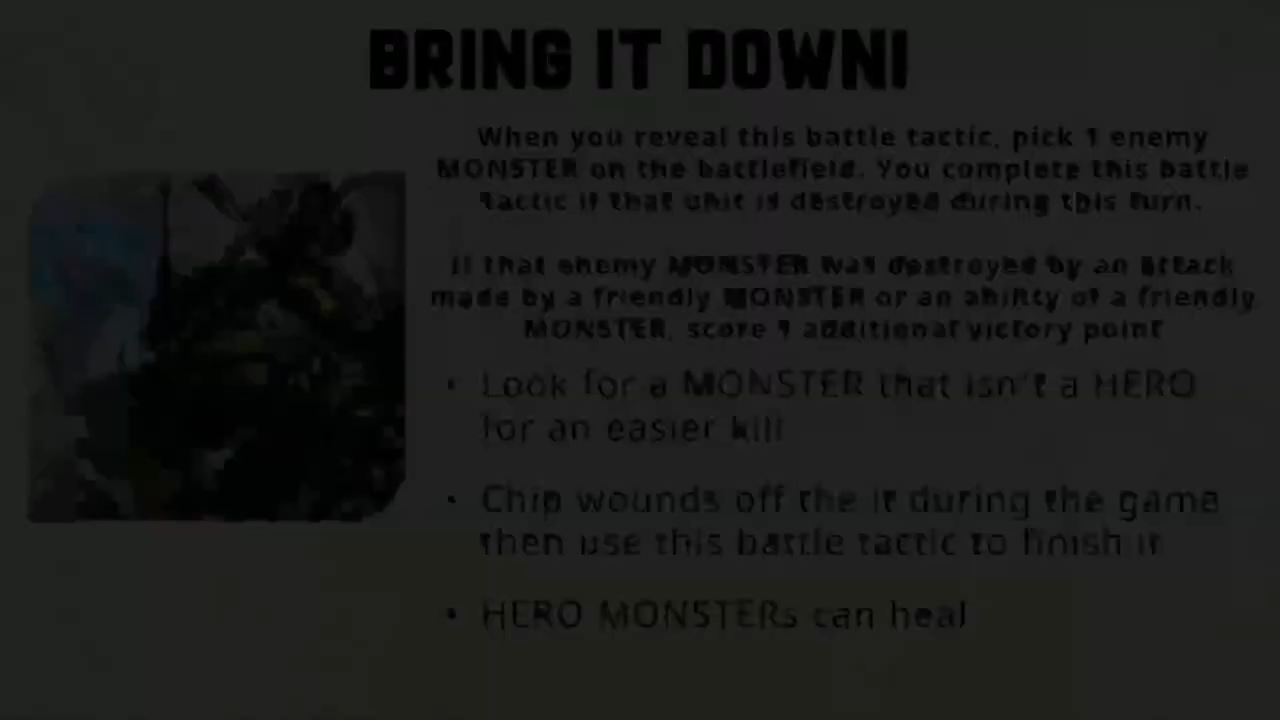 BRING IT DOWN!
When you reveal this battle tactic, pick 1 enemy
MONSTER on the battlefield. You complete this battle
tactic if that unit is destroyed during this turn.
If that enemy MONSTER was destroyed by an attack
made by a friendly MONSTER or an ability of a friendly
MONSTER, score 1 additional victory point
• Look for a MONSTER that isn't a HERO
for an easier kill
• Chip wounds off the it during the game
then use this battle tactic to finish it
• HERO MONSTERs can heal